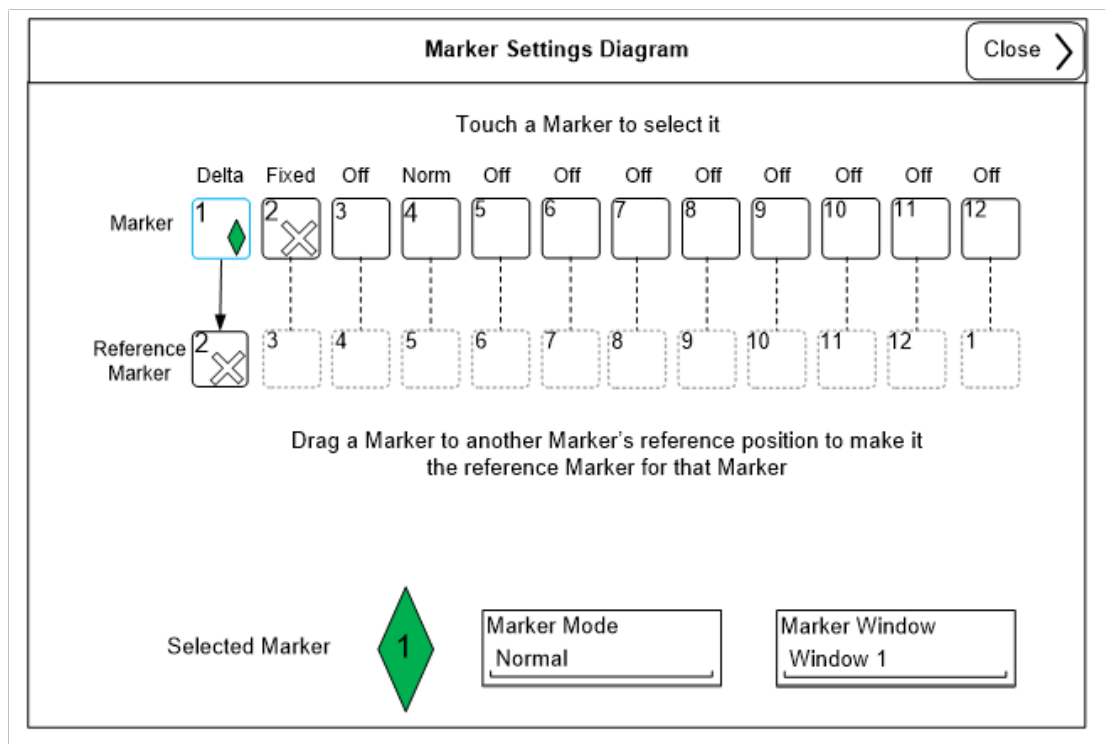 Marker Settings Diagram
Close
Touch a Marker to select it
Delta Fixed Off Norm Off Off Off Off Off Off Off Off
Marker
1 2 3 4 5 6 7 8 9 10 11 12
Reference
Marker
2 3 4 5 6 7 8 9 10 11 12 1
Drag a Marker to another Marker's reference position to make it
the reference Marker for that Marker
Selected Marker
1
Marker Mode
Normal
Marker Window
Window 1